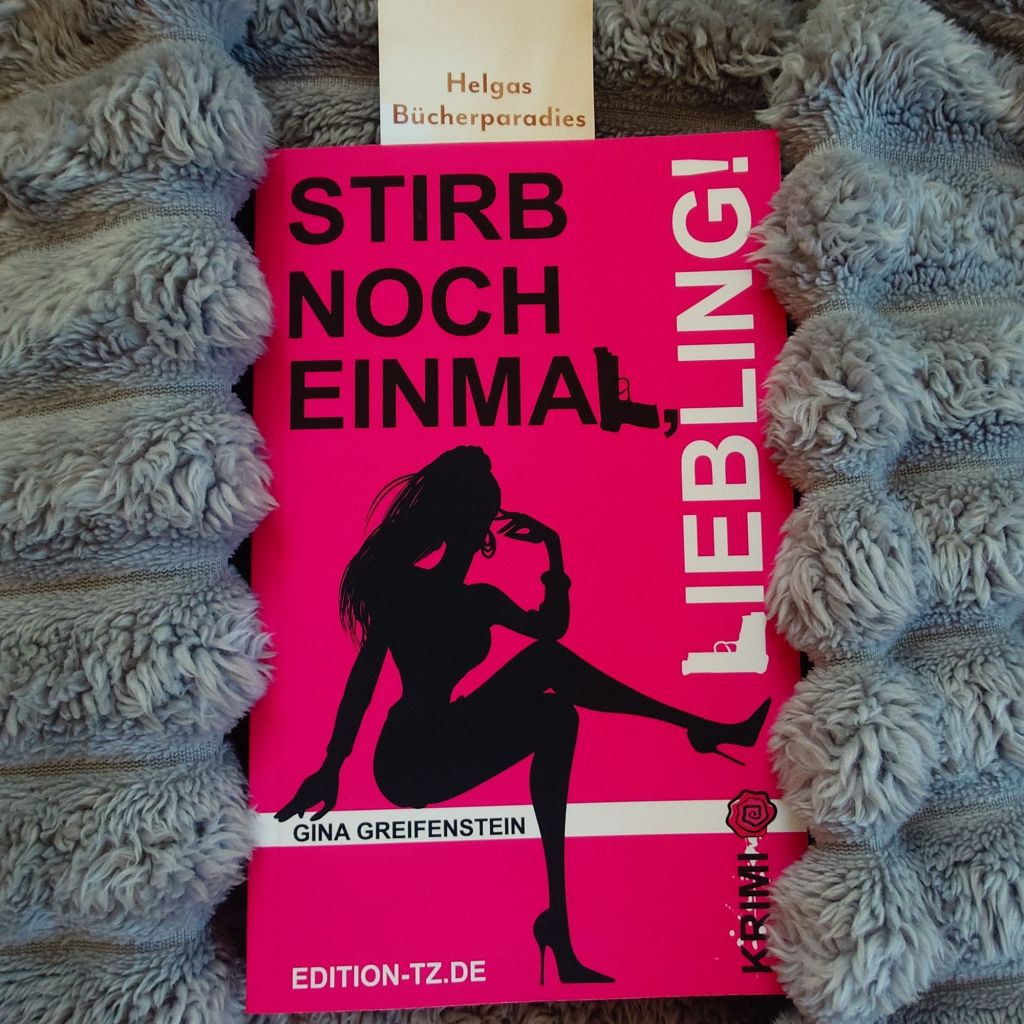 Helgas
Bücherparadies
STIRB
NOCH
EINMAL,
LIEBLING!
GINA GREIFENSTEIN
KRIMI
EDITION-TZ.DE